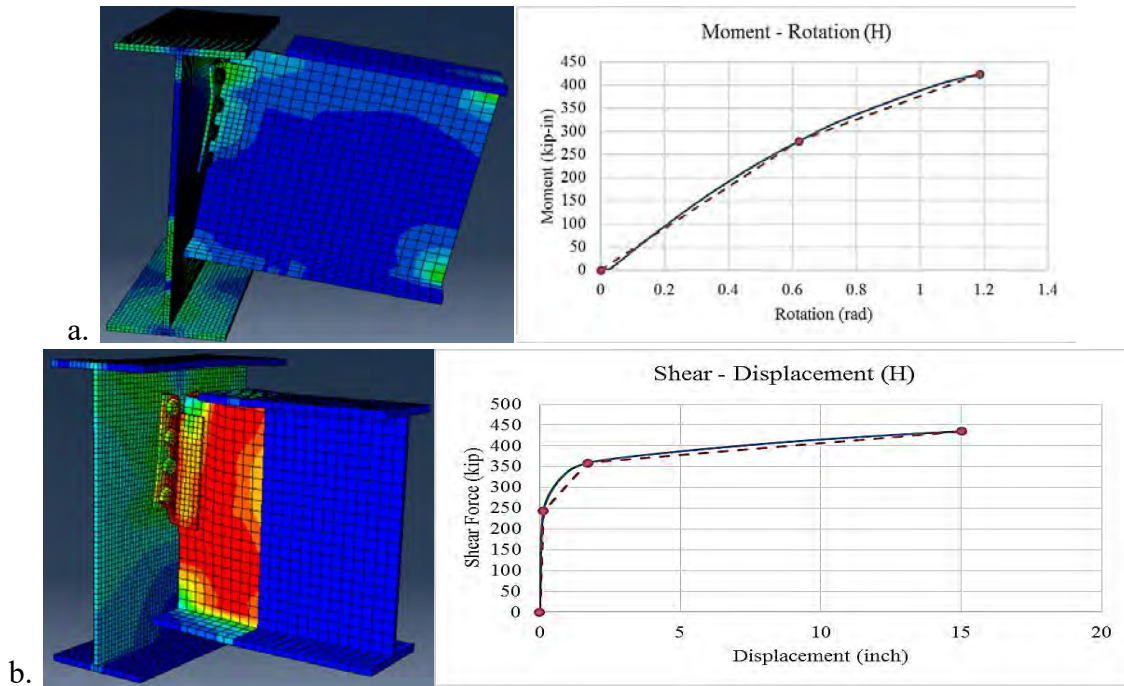 Moment - Rotation (H)
Moment (kip-in)
450
400
350
300
250
200
150
100
50
0
0 0.2 0.4 0.6 0.8 1 1.2 1.4
Rotation (rad)
a.
Shear - Displacement (H)
Shear Force (kip)
500
450
400
350
300
250
200
150
100
50
0
0 5 10 15 20
Displacement (inch)
b.